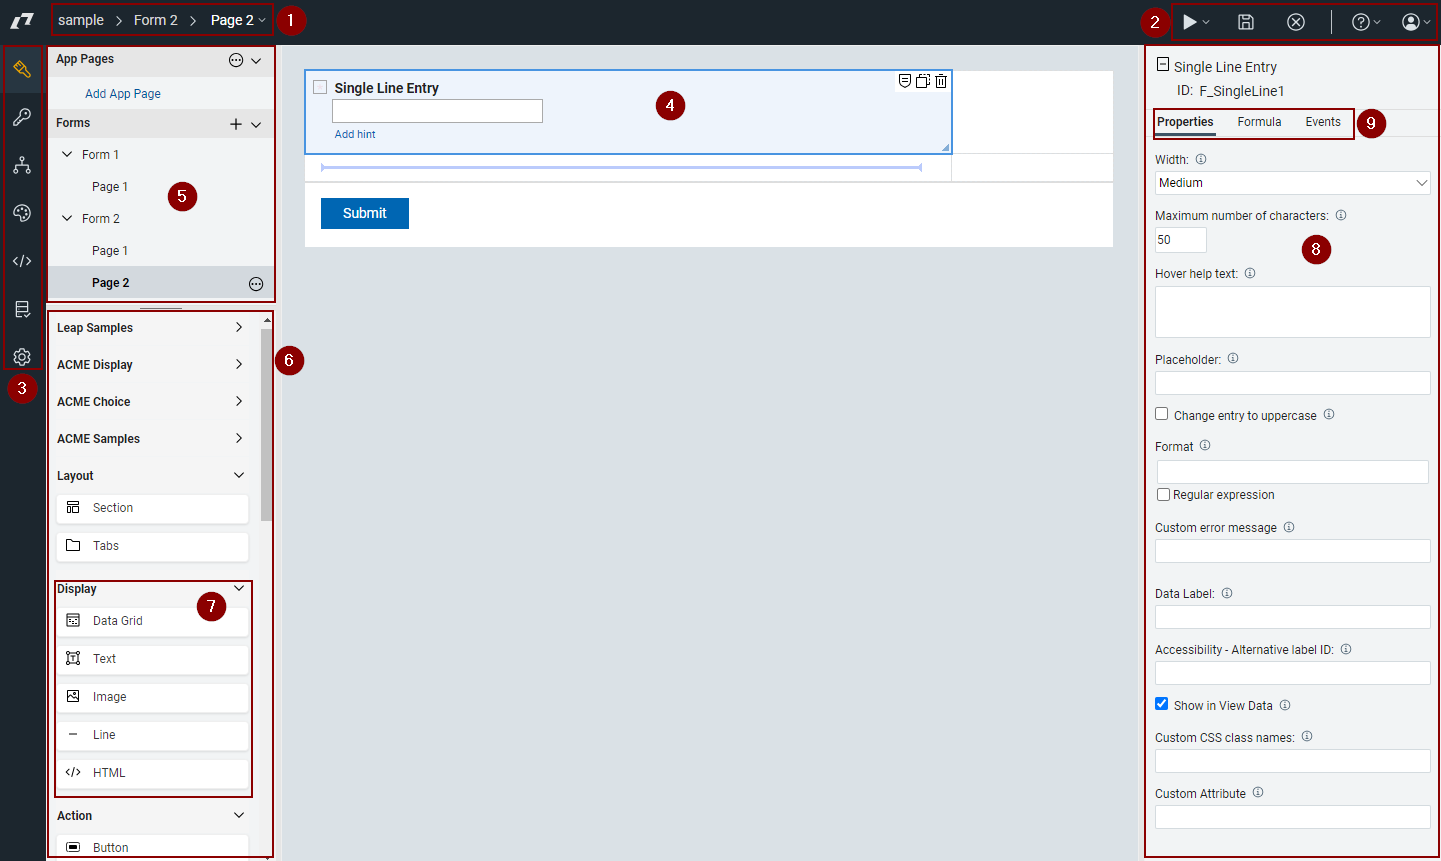 sample > Form 2 > Page 2
1
2
3
App Pages
Add App Page
Forms
Form 1
Page 1
5
Form 2
Page 1
Page 2
Leap Samples
6
ACME Display
ACME Choice
ACME Samples
Layout
Section
Tabs
Display
7
Data Grid
Text
Image
Line
HTML
Action
Button
Single Line Entry
4
Add hint
Submit
Single Line Entry
ID: F_SingleLine1
Properties Formula Events
9
Width:
Medium
Maximum number of characters:
50
8
Hover help text:
Placeholder:
Change entry to uppercase
Format
Regular expression
Custom error message
Data Label:
Accessibility - Alternative label ID:
Show in View Data
Custom CSS class names:
Custom Attribute